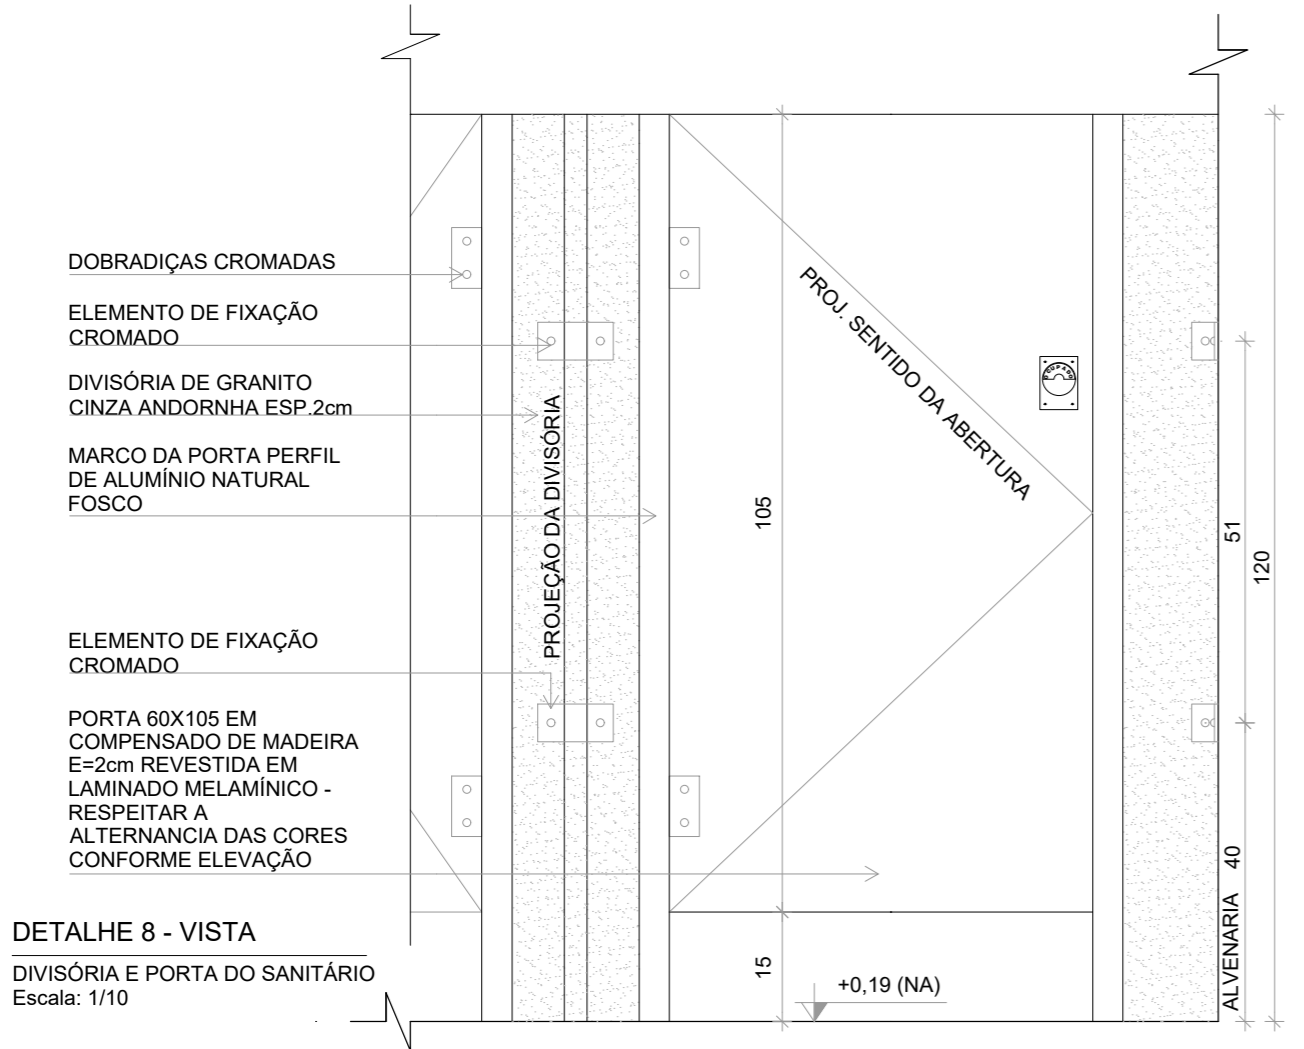 DOBRADIÇAS CROMADAS
ELEMENTO DE FIXAÇÃO
CROMADO
DIVISÓRIA DE GRANITO
CINZA ANDORNHA ESP.2cm
MARCO DA PORTA PERFIL
DE ALUMÍNIO NATURAL
FOSCO
ELEMENTO DE FIXAÇÃO
CROMADO
PORTA 60X105 EM
COMPENSADO DE MADEIRA
E=2cm REVESTIDA EM
LAMINADO MELAMÍNICO -
RESPEITAR A
ALTERNANCIA DAS CORES
CONFORME ELEVAÇÃO
DETALHE 8 - VISTA
DIVISÓRIA E PORTA DO SANITÁRIO
Escala: 1/10
PROJEÇÃO DA DIVISÓRIA
PROJ. SENTIDO DA ABERTURA
OCUPADO
105
15
+0,19 (NA)
51
40
120
ALVENARIA